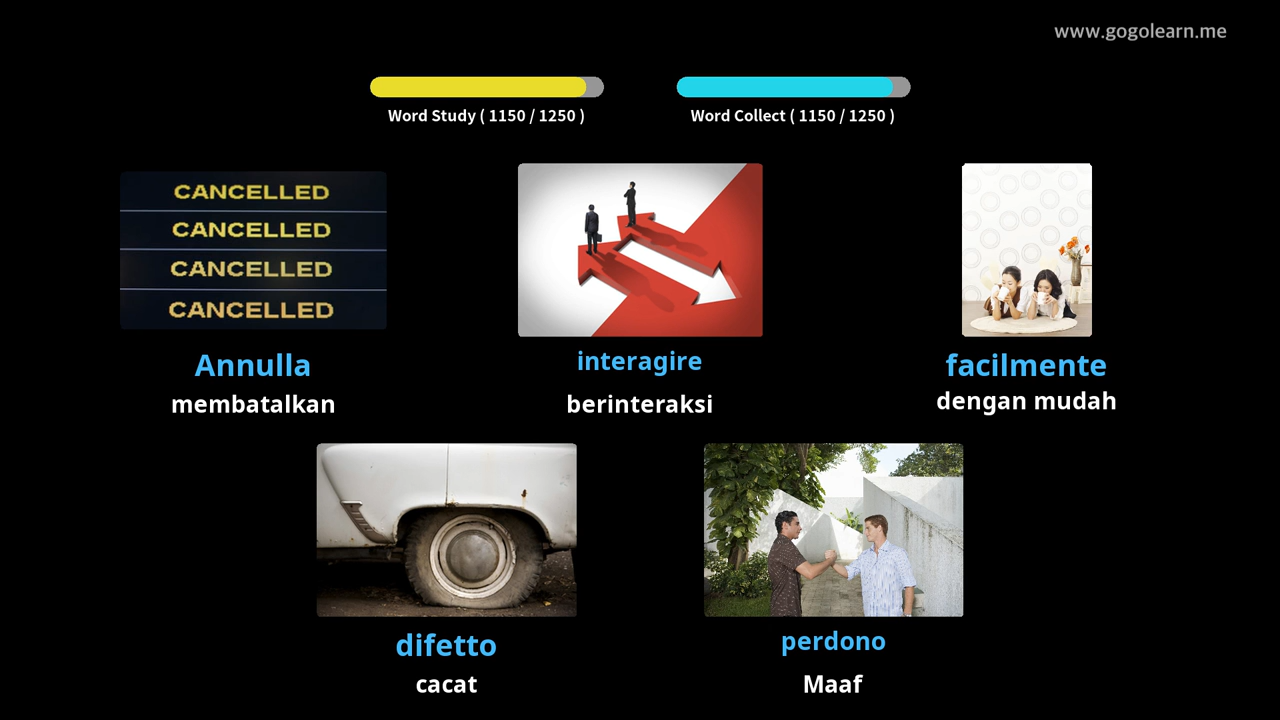 www.gogolearn.me
Word Study ( 1150 / 1250 )
Word Collect ( 1150 / 1250 )
CANCELLED
CANCELLED
CANCELLED
CANCELLED
Annulla
membatalkan
interagire
berinteraksi
facilmente
dengan mudah
difetto
cacat
perdono
Maaf